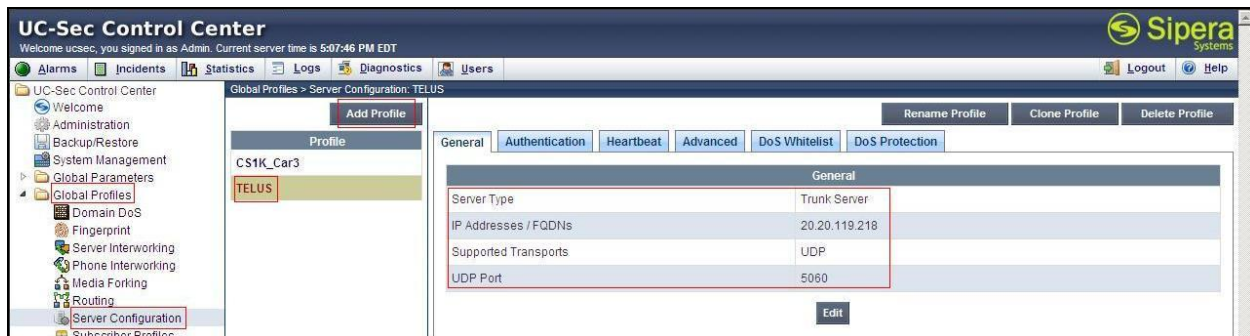 UC-Sec Control Center
Welcome ucsec, you signed in as Admin. Current server time is 5:07:46 PM EDT
Sipera
Systems
Alarms Incidents Statistics Logs Diagnostics Users Logout Help
UC-Sec Control Center
Welcome
Administration
Backup/Restore
System Management
Global Parameters
Global Profiles
Domain DoS
Fingerprint
Server Interworking
Phone Interworking
Media Forking
Routing
Server Configuration
Subscriber Profiles
Global Profiles > Server Configuration: TELUS
Add Profile
Profile
CS1K_Car3
TELUS
Rename Profile Clone Profile Delete Profile
General Authentication Heartbeat Advanced DoS Whitelist DoS Protection
General
Server Type Trunk Server
IP Addresses / FQDNs 20.20.119.218
Supported Transports UDP
UDP Port 5060
Edit